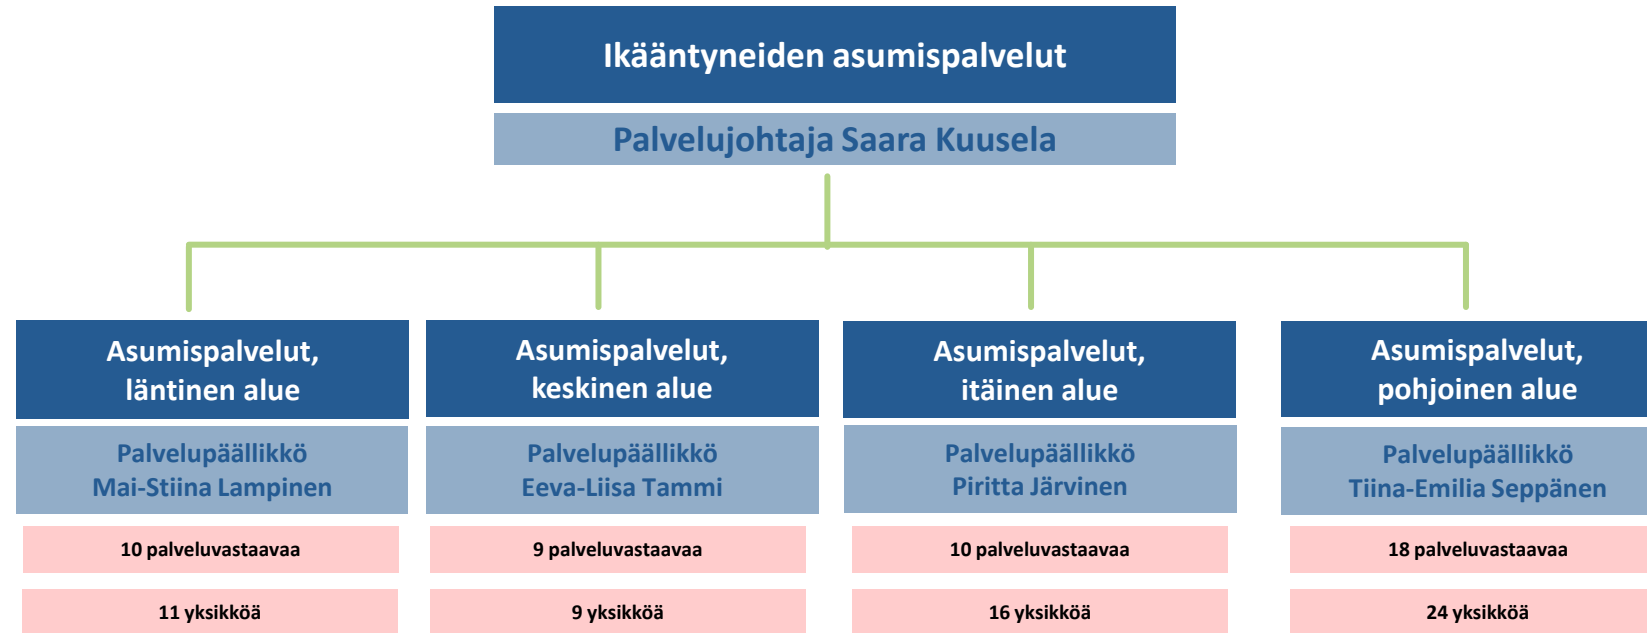 Ikääntyneiden asumispalvelut
Palvelujohtaja Saara Kuusela
Asumispalvelut,
läntinen alue
Palvelupäällikkö
Mai-Stiina Lampinen
10 palveluvastaavaa
11 yksikköä
Asumispalvelut,
keskinen alue
Palvelupäällikkö
Eeva-Liisa Tammi
9 palveluvastaavaa
9 yksikköä
Asumispalvelut,
itäinen alue
Palvelupäällikkö
Piritta Järvinen
10 palveluvastaavaa
16 yksikköä
Asumispalvelut,
pohjoinen alue
Palvelupäällikkö
Tiina-Emilia Seppänen
18 palveluvastaavaa
24 yksikköä